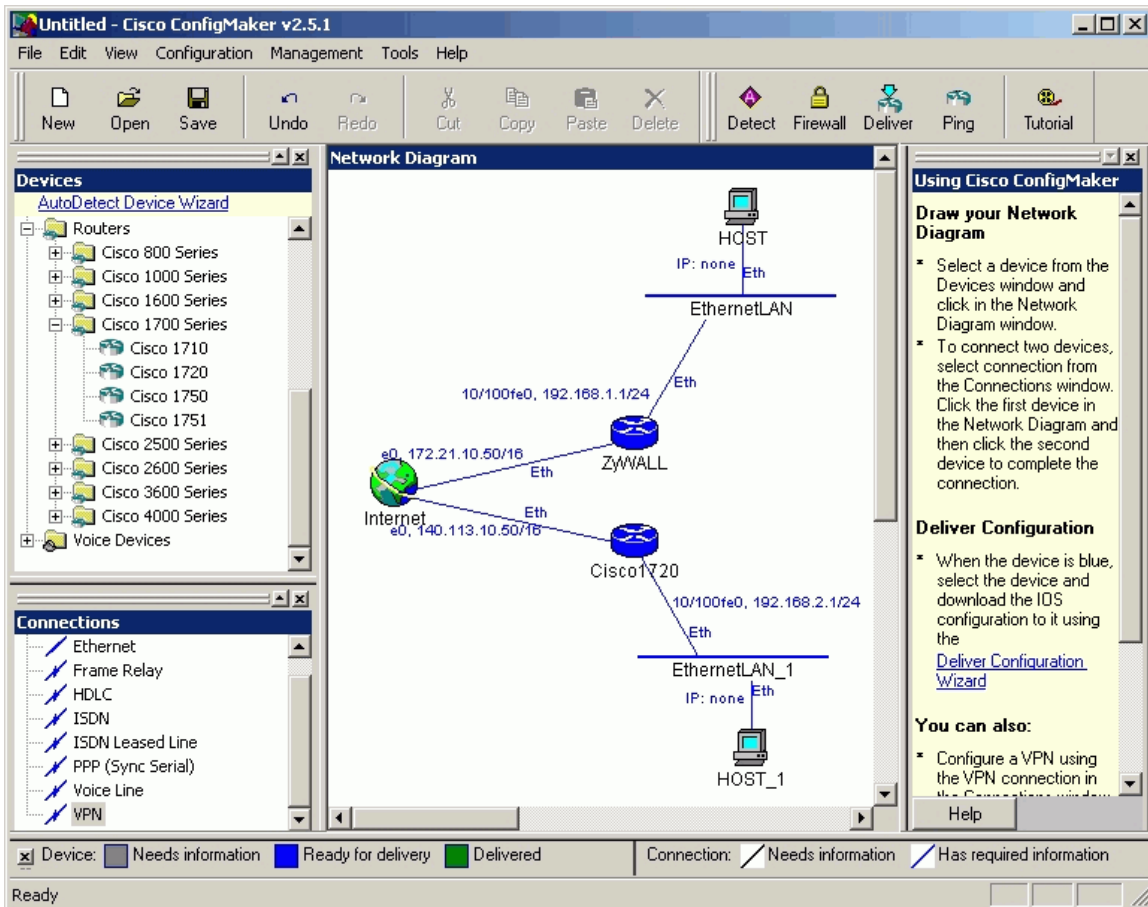 Untitled - Cisco ConfigMaker v2.5.1
File Edit View Configuration Management Tools Help
New Open Save Undo Redo Cut Copy Paste Delete Detect Firewall Deliver Ping Tutorial
Devices
AutoDetect Device Wizard
Routers
Cisco 800 Series
Cisco 1000 Series
Cisco 1600 Series
Cisco 1700 Series
Cisco 1710
Cisco 1720
Cisco 1750
Cisco 1751
Cisco 2500 Series
Cisco 2600 Series
Cisco 3600 Series
Cisco 4000 Series
Voice Devices
Connections
Ethernet
Frame Relay
HDLC
ISDN
ISDN Leased Line
PPP (Sync Serial)
Voice Line
VPN
Network Diagram
HOST
IP: none
Eth
EthernetLAN
Eth
10/100fe0, 192.168.1.1/24
ZyWALL
e0, 172.21.10.50/16
Eth
Internet
Eth
e0, 140.113.10.50/16
Cisco1720
10/100fe0, 192.168.2.1/24
Eth
EthernetLAN_1
IP: none
Eth
HOST_1
Using Cisco ConfigMaker
Draw your Network
Diagram
* Select a device from the
Devices window and
click in the Network
Diagram window.
* To connect two devices,
select connection from
the Connections window.
Click the first device in
the Network Diagram and
then click the second
device to complete the
connection.
Deliver Configuration
* When the device is blue,
select the device and
download the IOS
configuration to it using
the
Deliver Configuration
Wizard
You can also:
* Configure a VPN using
the VPN connection in
the Connections window
Help
Device: Needs information Ready for delivery Delivered
Connection: Needs information Has required information
Ready